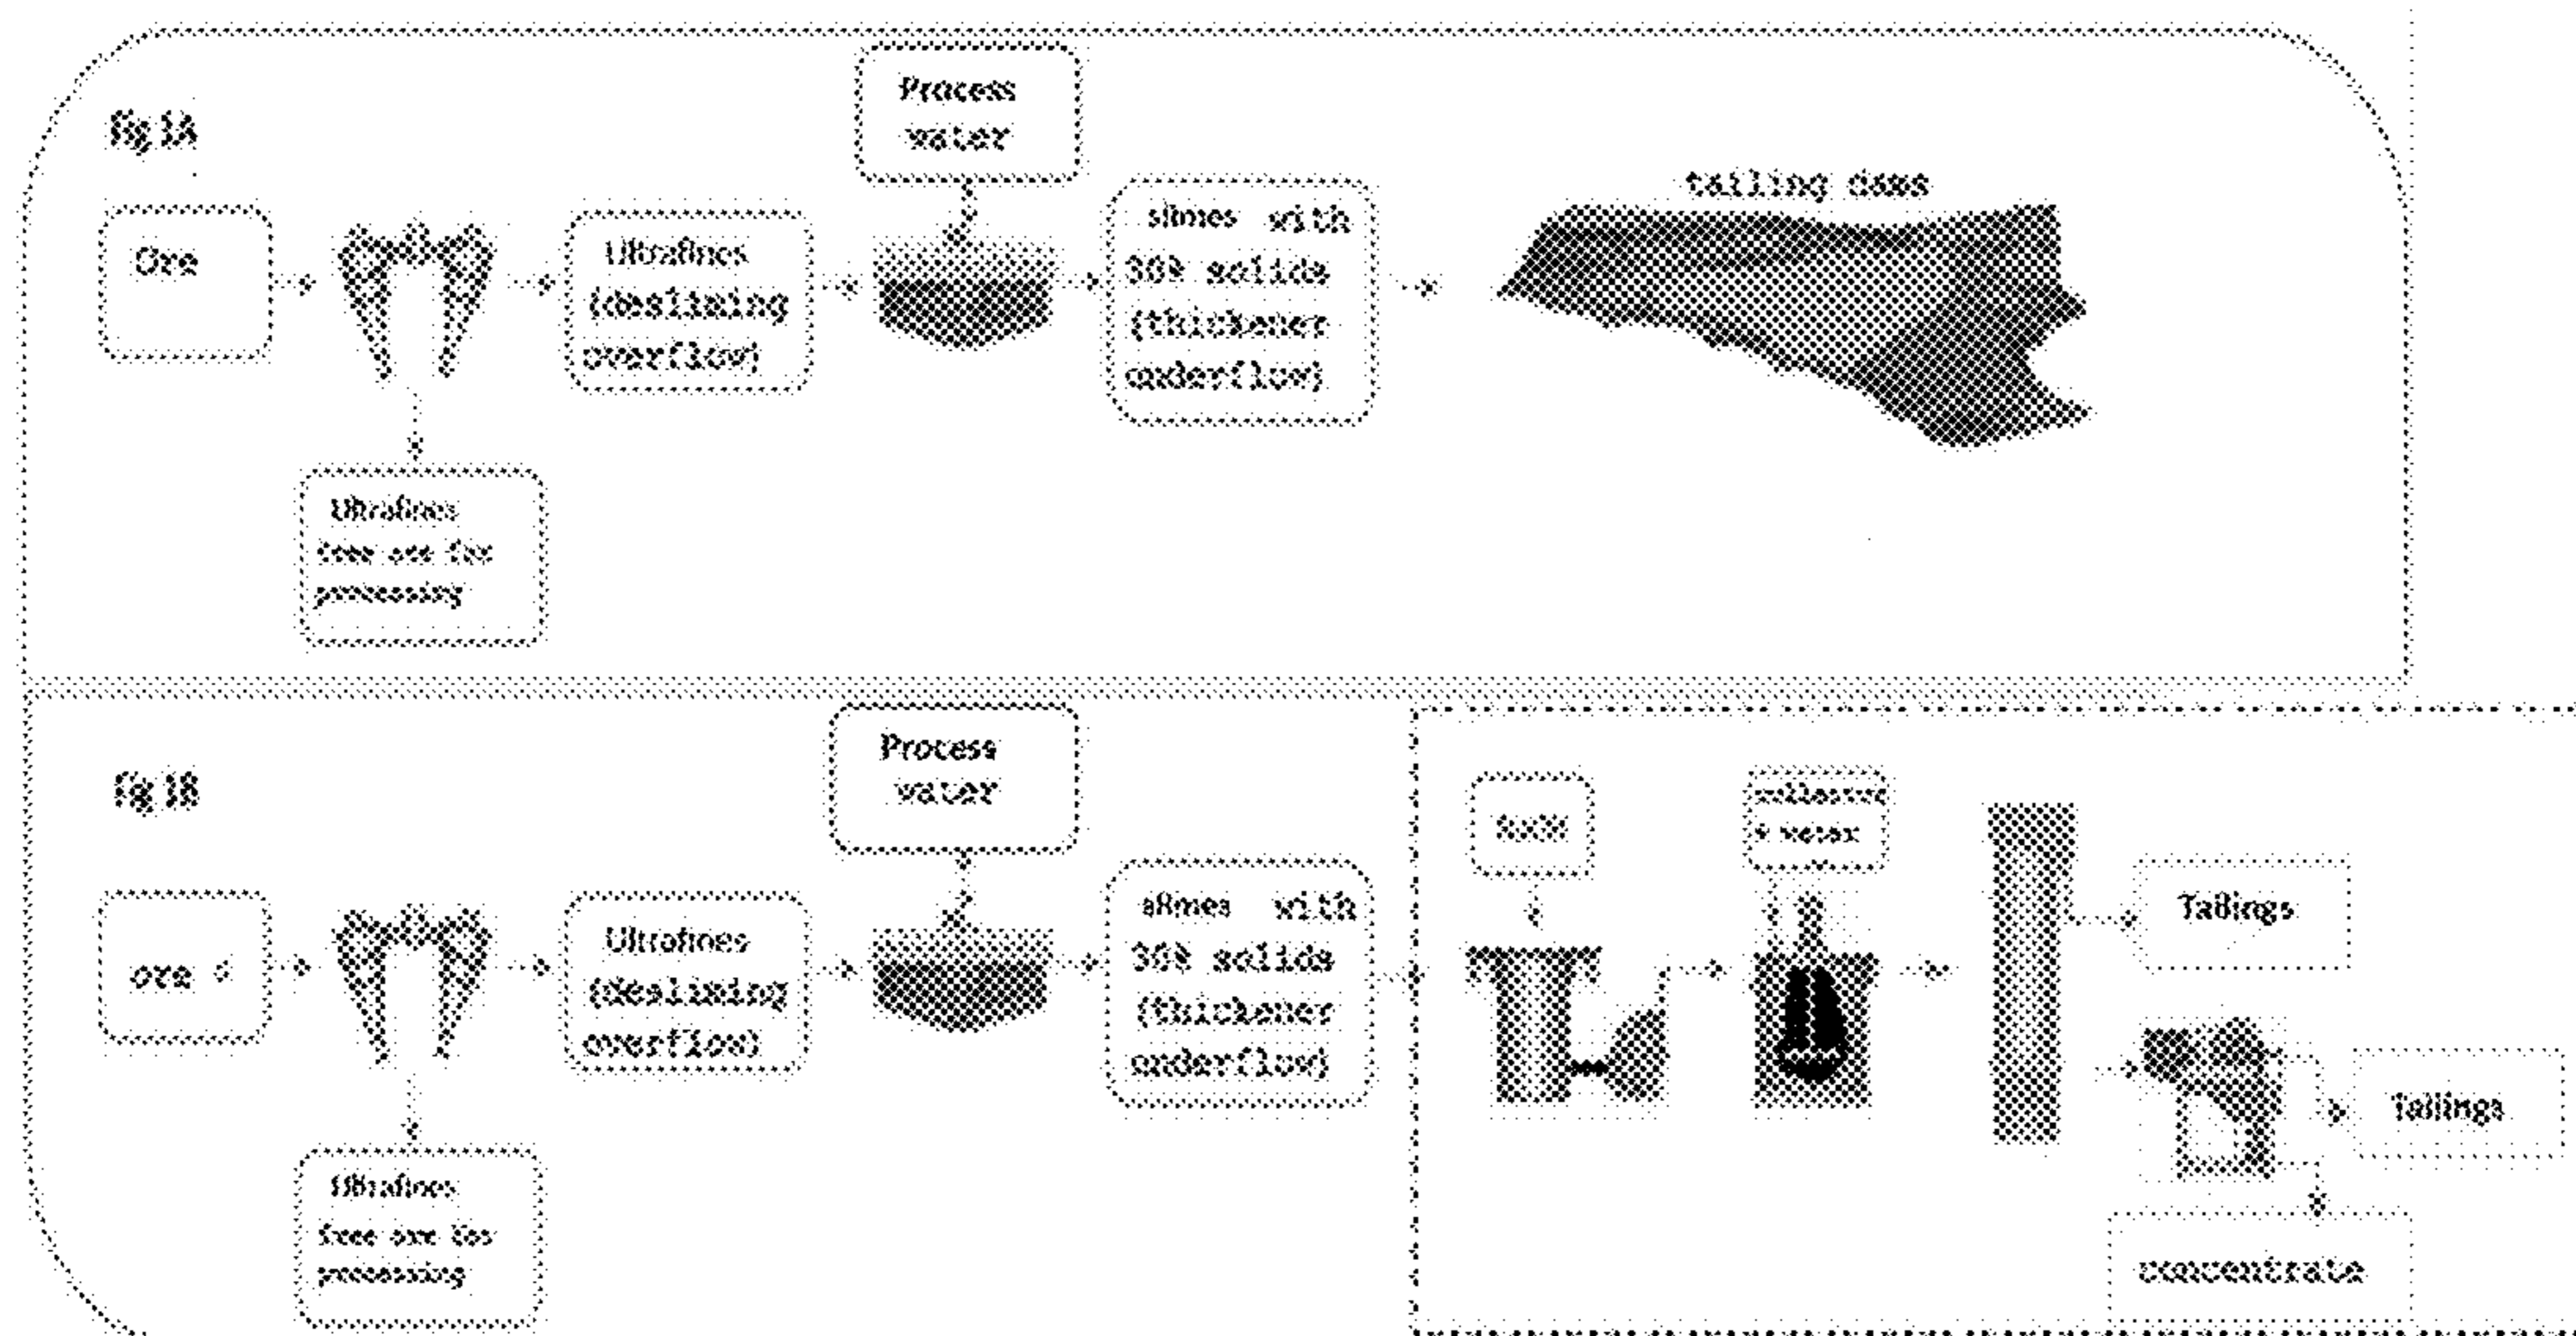 fig 1A
Process
water
tailing dams
Ore
Ultrafines
(desliming
overflow)
slimes with
30% solids
(thickener
underflow)
Ultrafines
free ore for
processing
fig 1B
Process
water
ore
Ultrafines
(desliming
overflow)
slimes with
30% solids
(thickener
underflow)
Ultrafines
free ore for
processing
NaOH
Tailings
Tailings
concentrate